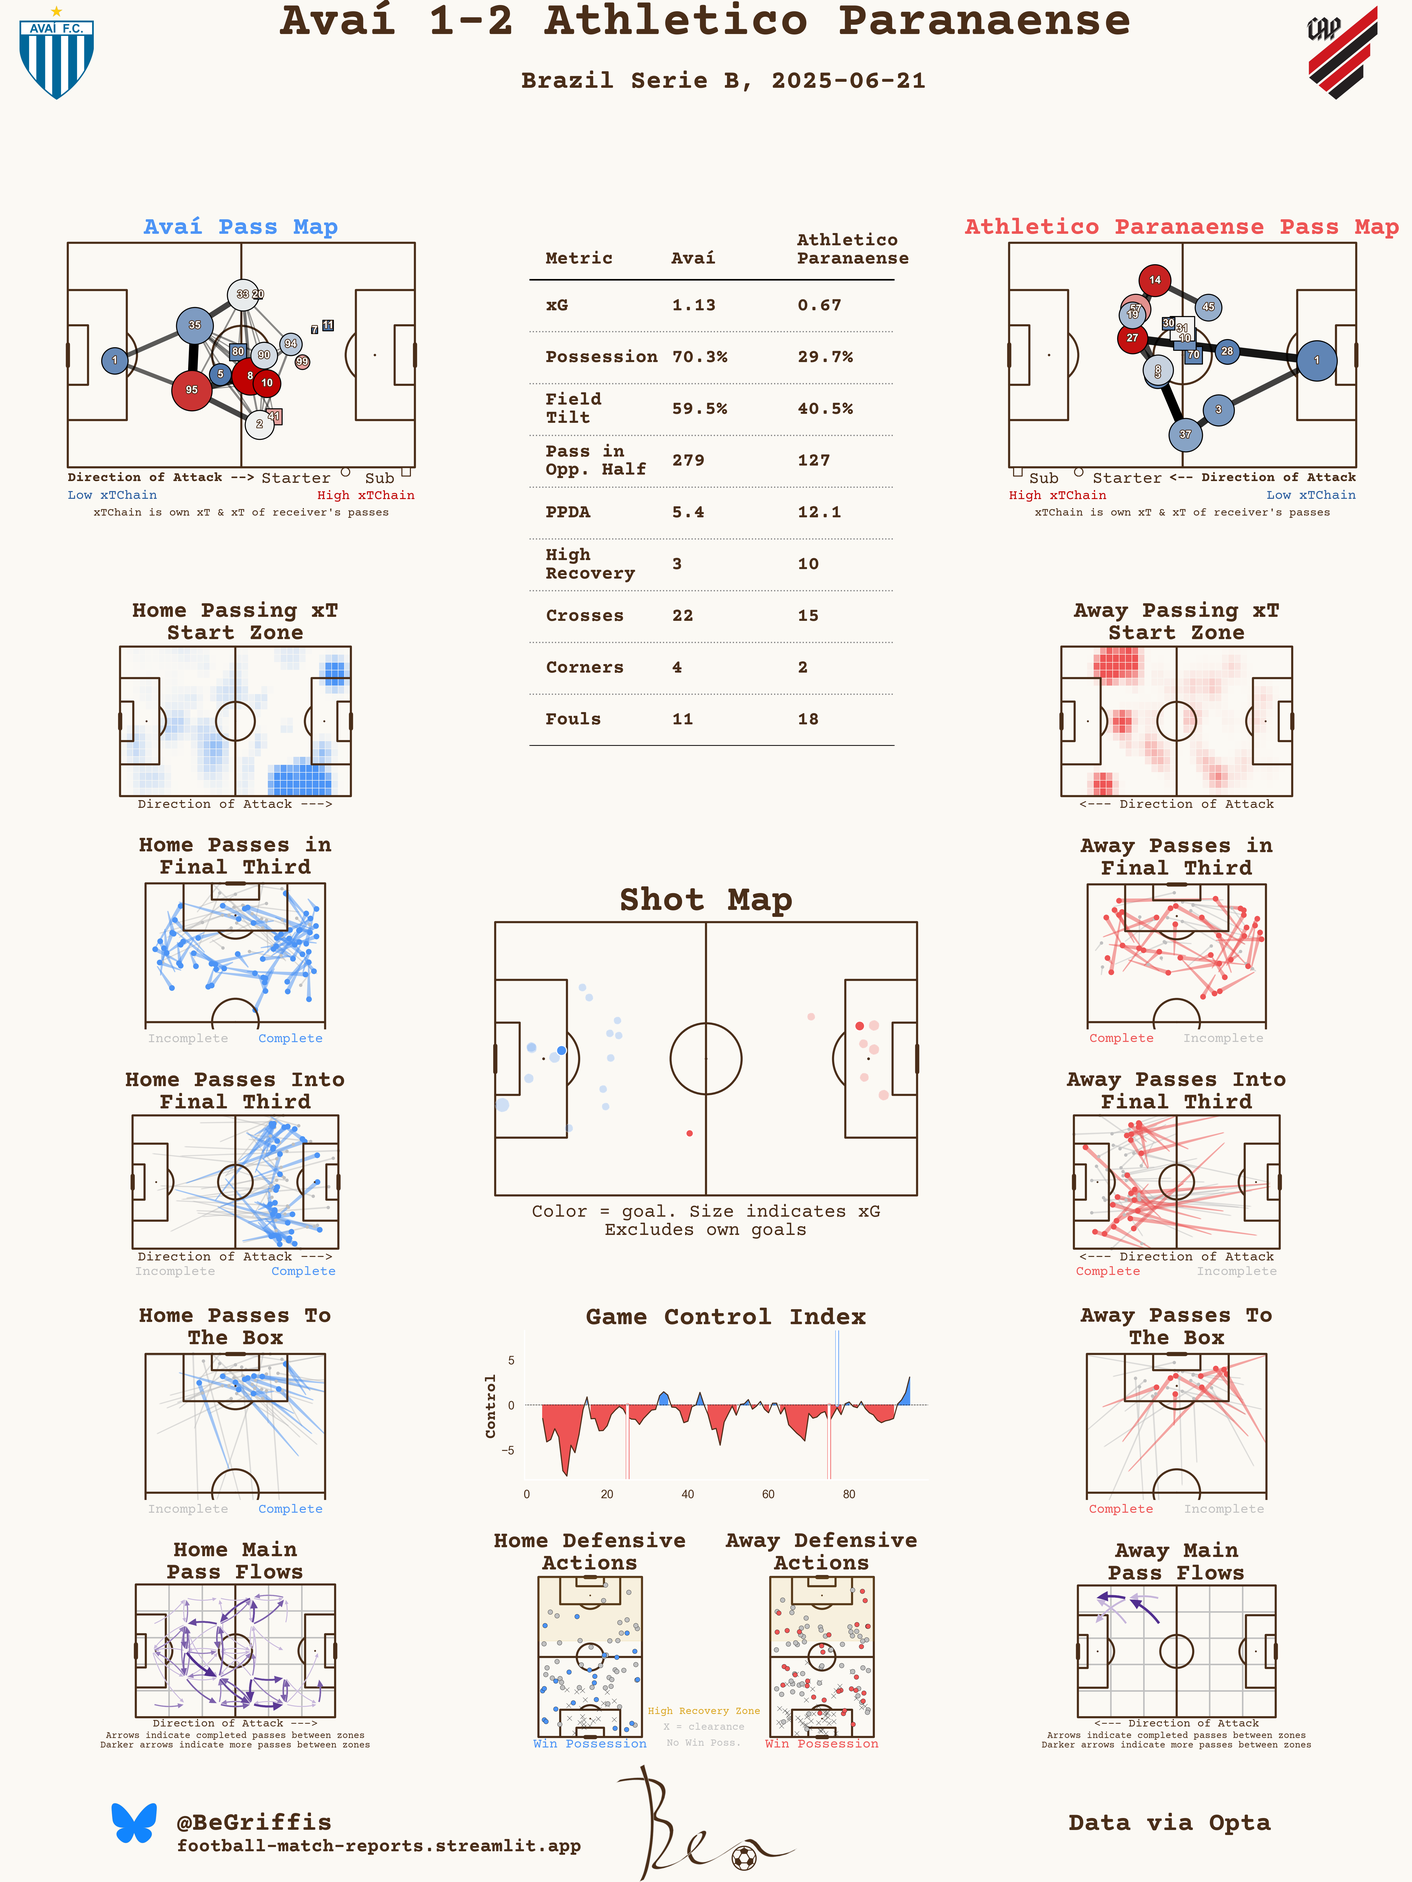 Avaí 1-2 Athletico Paranaense
Brazil Serie B, 2025-06-21
AVAÍ F.C.
CAP
Avaí Pass Map
1
35
95
33
20
5
80
8
90
10
94
99
7
11
41
2
Direction of Attack --> Starter Sub
Low xTChain High xTChain
xTChain is own xT & xT of receiver's passes
Metric Avaí Athletico
Paranaense
xG 1.13 0.67
Possession 70.3% 29.7%
Field
Tilt 59.5% 40.5%
Pass in
Opp. Half 279 127
PPDA 5.4 12.1
High
Recovery 3 10
Crosses 22 15
Corners 4 2
Fouls 11 18
Athletico Paranaense Pass Map
14
57
19
45
30
31
10
27
70
28
1
8
5
3
37
Sub Starter <-- Direction of Attack
High xTChain Low xTChain
xTChain is own xT & xT of receiver's passes
Home Passing xT
Start Zone
Direction of Attack --->
Away Passing xT
Start Zone
<--- Direction of Attack
Home Passes in
Final Third
Incomplete Complete
Away Passes in
Final Third
Complete Incomplete
Shot Map
Color = goal. Size indicates xG
Excludes own goals
Home Passes Into
Final Third
Direction of Attack --->
Incomplete Complete
Away Passes Into
Final Third
<--- Direction of Attack
Complete Incomplete
Home Passes To
The Box
Incomplete Complete
Game Control Index
Control
5
0
−5
0 20 40 60 80
Away Passes To
The Box
Complete Incomplete
Home Main
Pass Flows
Direction of Attack --->
Arrows indicate completed passes between zones
Darker arrows indicate more passes between zones
Home Defensive
Actions
Win Possession
High Recovery Zone
X = clearance
No Win Poss.
Away Defensive
Actions
Win Possession
Away Main
Pass Flows
<--- Direction of Attack
Arrows indicate completed passes between zones
Darker arrows indicate more passes between zones
@BeGriffis
football-match-reports.streamlit.app
Ben
Data via Opta